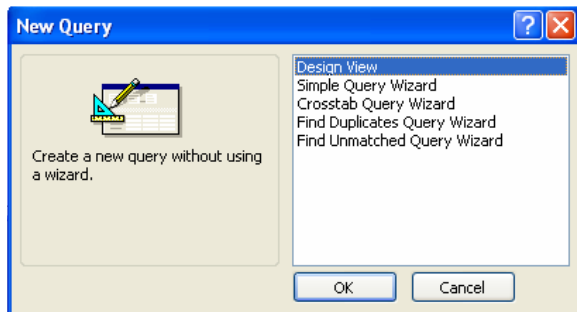 New Query
Design View
Simple Query Wizard
Crosstab Query Wizard
Find Duplicates Query Wizard
Find Unmatched Query Wizard
Create a new query without using
a wizard.
OK
Cancel